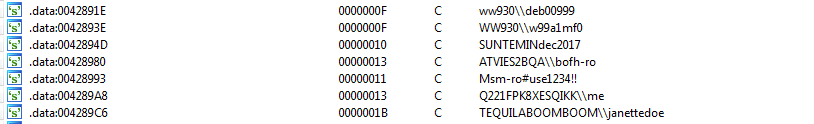 's' .data:0042891E 0000000F C ww930\\deb00999
's' .data:0042893E 0000000F C WW930\\w99a1mf0
's' .data:0042894D 00000010 C SUNTEMINdec2017
's' .data:00428980 00000013 C ATVIES2BQA\\bofh-ro
's' .data:00428993 00000011 C Msm-ro#use1234!!
's' .data:004289A8 00000013 C Q221FPK8XESQIKK\\me
's' .data:004289C6 0000001B C TEQUILABOOMBOOM\\janettedoe